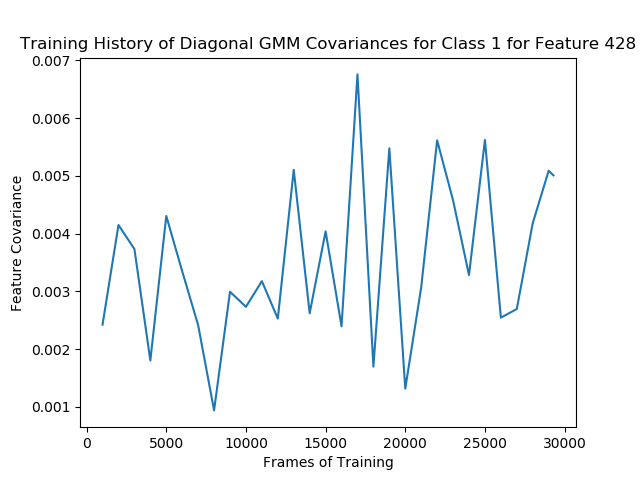 Training History of Diagonal GMM Covariances for Class 1 for Feature 428
0.007
0.006
0.005
0.004
0.003
0.002
0.001
Feature Covariance
0 5000 10000 15000 20000 25000 30000
Frames of Training